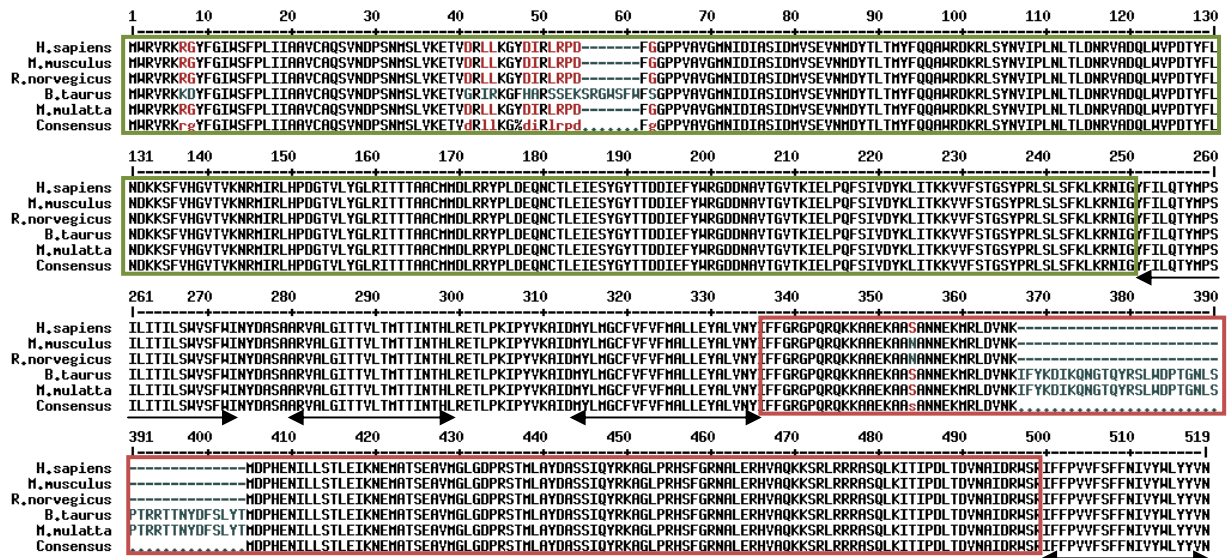 1 10 20 30 40 50 60 70 80 90 100 110 120 130
H.sapiens MWRVRKRGYFGIWSFPLIIAAVCAQSVNDPSNMSLVKETVDRLLKGYDIRLRPD-------FGGPPVAVGMNIDIASIDMVSEVNMDYTLTMYFQQAWRDKRLSYNVIPLNLTLDNRVADQLWVPDTYFL
M.musculus MWRVRKRGYFGIWSFPLIIAAVCAQSVNDPSNMSLVKETVDRLLKGYDIRLRPD-------FGGPPVAVGMNIDIASIDMVSEVNMDYTLTMYFQQAWRDKRLSYNVIPLNLTLDNRVADQLWVPDTYFL
R.norvegicus MWRVRKRGYFGIWSFPLIIAAVCAQSVNDPSNMSLVKETVDRLLKGYDIRLRPD-------FGGPPVAVGMNIDIASIDMVSEVNMDYTLTMYFQQAWRDKRLSYNVIPLNLTLDNRVADQLWVPDTYFL
B.taurus MWRVRKKDYFGIWSFPLIIAAVCAQSVNDPSNMSLVKETVGRIRKGFHARSSEKSRGWSFWFSGPPVAVGMNIDIASIDMVSEVNMDYTLTMYFQQAWRDKRLSYNVIPLNLTLDNRVADQLWVPDTYFL
M.mulatta MWRVRKRGYFGIWSFPLIIAAVCAQSVNDPSNMSLVKETVDRLLKGYDIRLRPD-------FGGPPVAVGMNIDIASIDMVSEVNMDYTLTMYFQQAWRDKRLSYNVIPLNLTLDNRVADQLWVPDTYFL
Consensus MWRVRKrgYFGIWSFPLIIAAVCAQSVNDPSNMSLVKETVdRllKG%diRlrpd.......FgGPPVAVGMNIDIASIDMVSEVNMDYTLTMYFQQAWRDKRLSYNVIPLNLTLDNRVADQLWVPDTYFL
131 140 150 160 170 180 190 200 210 220 230 240 250 260
H.sapiens NDKKSFVHGVTVKNRMIRLHPDGTVLYGLRITTTAACMMDLRRYPLDEQNCTLEIESYGYTTDDIEFYWRGDDNAVTGVTKIELPQFSIVDYKLITKKVVFSTGSYPRLSLSFKLKRNIGYFILQTYMPS
M.musculus NDKKSFVHGVTVKNRMIRLHPDGTVLYGLRITTTAACMMDLRRYPLDEQNCTLEIESYGYTTDDIEFYWRGDDNAVTGVTKIELPQFSIVDYKLITKKVVFSTGSYPRLSLSFKLKRNIGYFILQTYMPS
R.norvegicus NDKKSFVHGVTVKNRMIRLHPDGTVLYGLRITTTAACMMDLRRYPLDEQNCTLEIESYGYTTDDIEFYWRGDDNAVTGVTKIELPQFSIVDYKLITKKVVFSTGSYPRLSLSFKLKRNIGYFILQTYMPS
B.taurus NDKKSFVHGVTVKNRMIRLHPDGTVLYGLRITTTAACMMDLRRYPLDEQNCTLEIESYGYTTDDIEFYWRGDDNAVTGVTKIELPQFSIVDYKLITKKVVFSTGSYPRLSLSFKLKRNIGYFILQTYMPS
M.mulatta NDKKSFVHGVTVKNRMIRLHPDGTVLYGLRITTTAACMMDLRRYPLDEQNCTLEIESYGYTTDDIEFYWRGDDNAVTGVTKIELPQFSIVDYKLITKKVVFSTGSYPRLSLSFKLKRNIGYFILQTYMPS
Consensus NDKKSFVHGVTVKNRMIRLHPDGTVLYGLRITTTAACMMDLRRYPLDEQNCTLEIESYGYTTDDIEFYWRGDDNAVTGVTKIELPQFSIVDYKLITKKVVFSTGSYPRLSLSFKLKRNIGYFILQTYMPS
261 270 280 290 300 310 320 330 340 350 360 370 380 390
H.sapiens ILITILSWVSFWINYDASAARVALGITTVLTMTTINTHLRETLPKIPYVKAIDMYLMGCFVFVFMALLEYALVNYIFFGRGPQRQKKAAEKAASANNEKMRLDVNK------------------------
M.musculus ILITILSWVSFWINYDASAARVALGITTVLTMTTINTHLRETLPKIPYVKAIDMYLMGCFVFVFMALLEYALVNYIFFGRGPQRQKKAAEKAANANNEKMRLDVNK------------------------
R.norvegicus ILITILSWVSFWINYDASAARVALGITTVLTMTTINTHLRETLPKIPYVKAIDMYLMGCFVFVFMALLEYALVNYIFFGRGPQRQKKAAEKAANANNEKMRLDVNK------------------------
B.taurus ILITILSWVSFWINYDASAARVALGITTVLTMTTINTHLRETLPKIPYVKAIDMYLMGCFVFVFMALLEYALVNYIFFGRGPQRQKKAAEKAASANNEKMRLDVNKIFYKDIKQNGTQYRSLWDPTGNLS
M.mulatta ILITILSWVSFWINYDASAARVALGITTVLTMTTINTHLRETLPKIPYVKAIDMYLMGCFVFVFMALLEYALVNYIFFGRGPQRQKKAAEKAASANNEKMRLDVNKIFYKDIKQNGTQYRSLWDPTGNLS
Consensus ILITILSWVSFWINYDASAARVALGITTVLTMTTINTHLRETLPKIPYVKAIDMYLMGCFVFVFMALLEYALVNYIFFGRGPQRQKKAAEKAAsANNEKMRLDVNK........................
391 400 410 420 430 440 450 460 470 480 490 500 510 519
H.sapiens --------------MDPHENILLSTLEIKNEMATSEAVMGLGDPRSTMLAYDASSIQYRKAGLPRHSFGRNALERHVAQKKSRLRRRASQLKITIPDLTDVNAIDRWSRIFFPVVFSFFNIVYWLYYVN
M.musculus --------------MDPHENILLSTLEIKNEMATSEAVMGLGDPRSTMLAYDASSIQYRKAGLPRHSFGRNALERHVAQKKSRLRRRASQLKITIPDLTDVNAIDRWSRIFFPVVFSFFNIVYWLYYVN
R.norvegicus --------------MDPHENILLSTLEIKNEMATSEAVMGLGDPRSTMLAYDASSIQYRKAGLPRHSFGRNALERHVAQKKSRLRRRASQLKITIPDLTDVNAIDRWSRIFFPVVFSFFNIVYWLYYVN
B.taurus PTRRTTNYDFSLYTMDPHENILLSTLEIKNEMATSEAVMGLGDPRSTMLAYDASSIQYRKAGLPRHSFGRNALERHVAQKKSRLRRRASQLKITIPDLTDVNAIDRWSRIFFPVVFSFFNIVYWLYYVN
M.mulatta PTRRTTNYDFSLYTMDPHENILLSTLEIKNEMATSEAVMGLGDPRSTMLAYDASSIQYRKAGLPRHSFGRNALERHVAQKKSRLRRRASQLKITIPDLTDVNAIDRWSRIFFPVVFSFFNIVYWLYYVN
Consensus ..............MDPHENILLSTLEIKNEMATSEAVMGLGDPRSTMLAYDASSIQYRKAGLPRHSFGRNALERHVAQKKSRLRRRASQLKITIPDLTDVNAIDRWSRIFFPVVFSFFNIVYWLYYVN